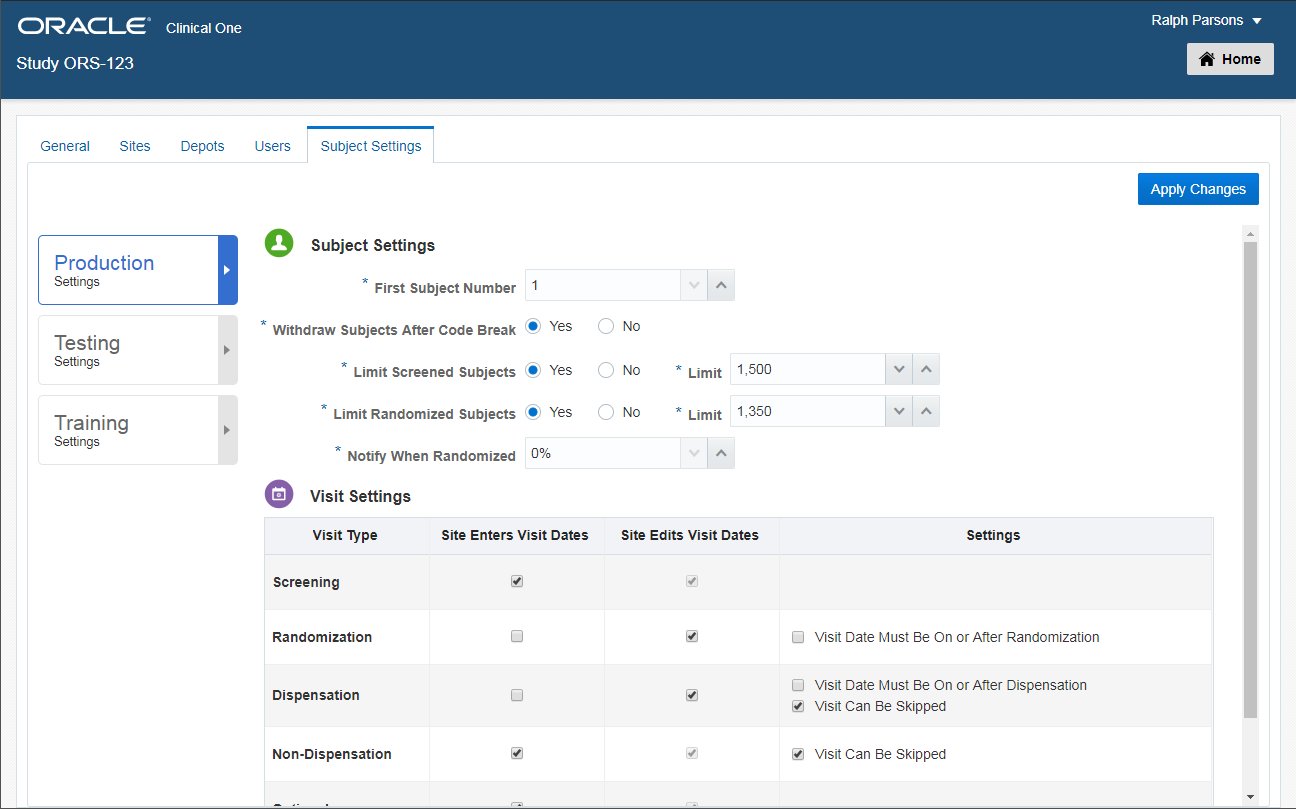 ORACLE® Clinical One
Ralph Parsons
Study ORS-123
Home
General Sites Depots Users Subject Settings
Apply Changes
Production
Settings
Testing
Settings
Training
Settings
Subject Settings
* First Subject Number 1
* Withdraw Subjects After Code Break Yes No
* Limit Screened Subjects Yes No * Limit 1,500
* Limit Randomized Subjects Yes No * Limit 1,350
* Notify When Randomized 0%
Visit Settings
Visit Type Site Enters Visit Dates Site Edits Visit Dates Settings
Screening
Randomization Visit Date Must Be On or After Randomization
Dispensation Visit Date Must Be On or After Dispensation
Visit Can Be Skipped
Non-Dispensation Visit Can Be Skipped